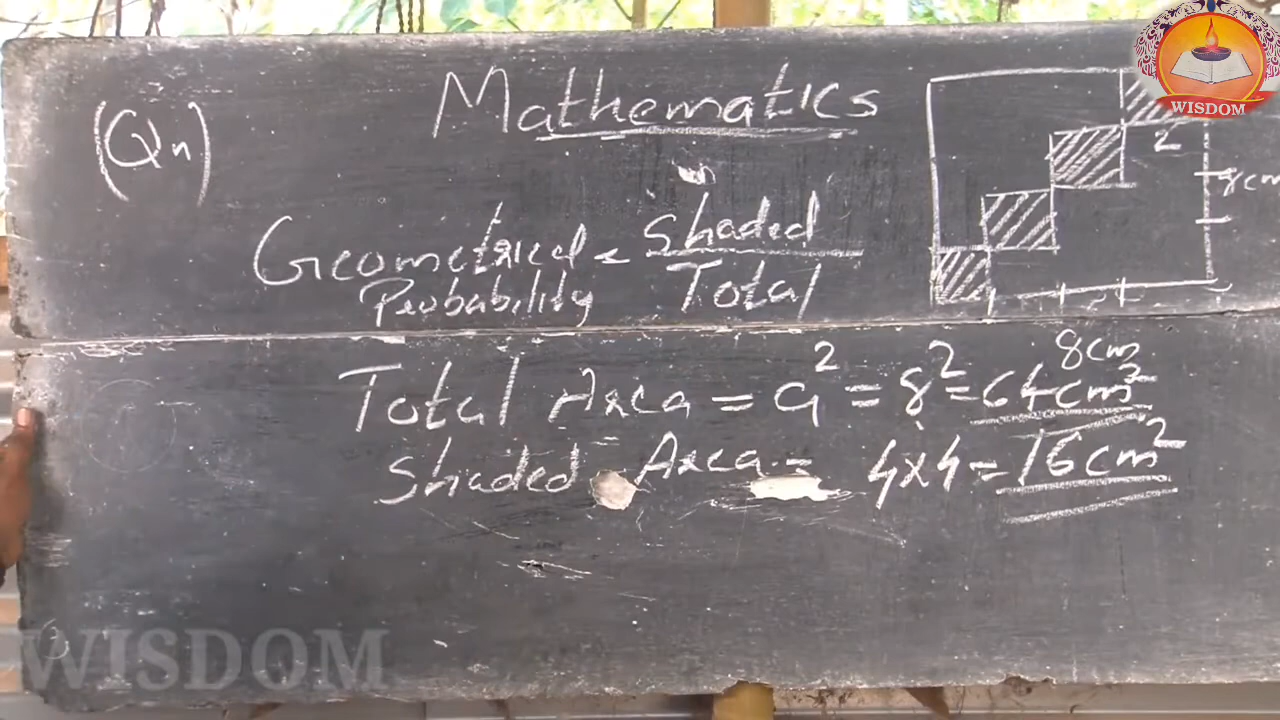 Mathematics
(Qn)
Geometrical = Shaded
Probability Total
2
8cm
8cm
Total Area = a² = 8² = 64cm²
Shaded Area = 4x4 = 16cm²
WISDOM
WISDOM